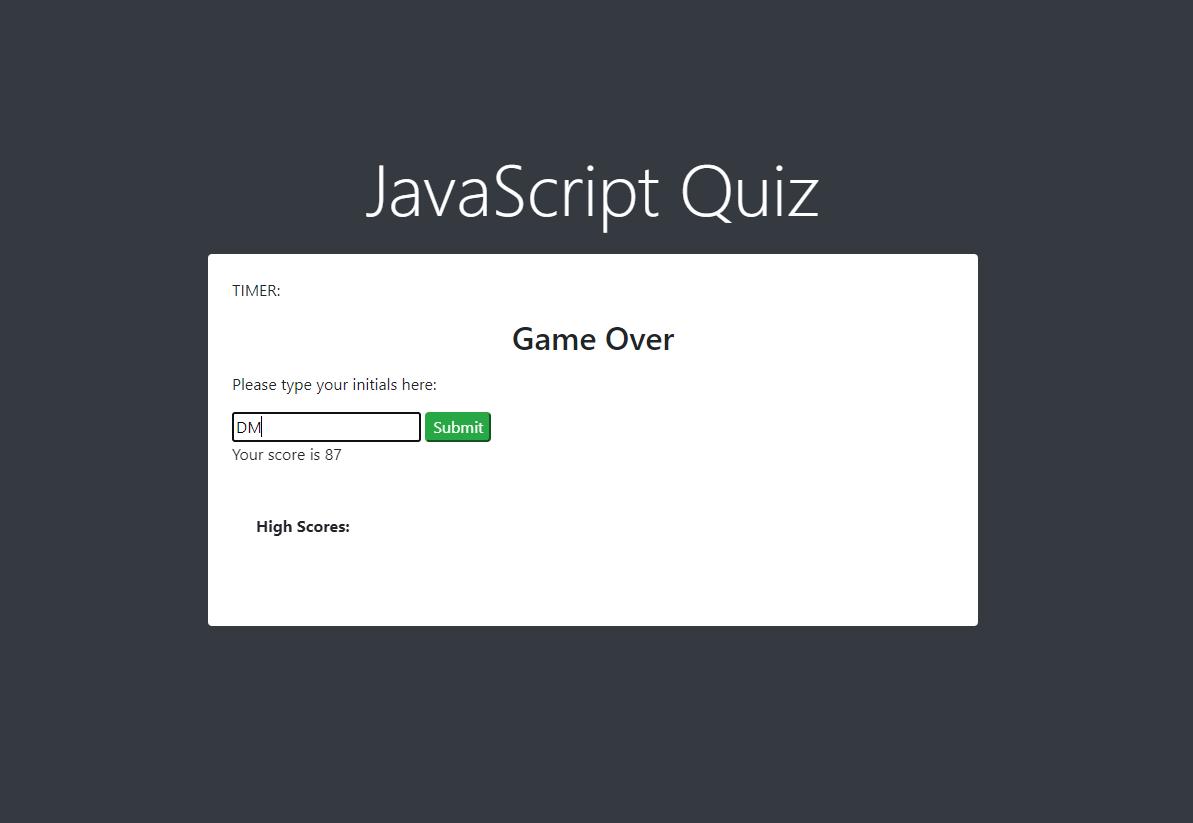 JavaScript Quiz
TIMER:
Game Over
Please type your initials here:
DM Submit
Your score is 87
High Scores: